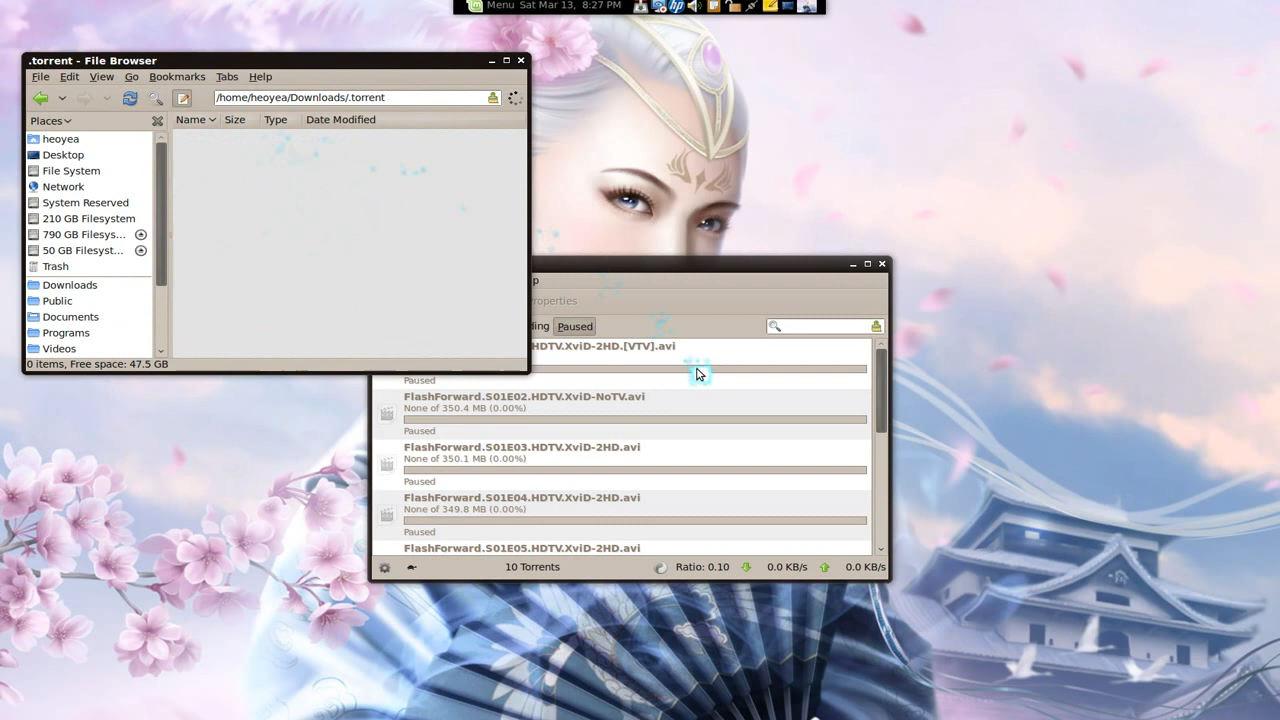 Menu Sat Mar 13, 8:27 PM
.torrent - File Browser
File Edit View Go Bookmarks Tabs Help
/home/heoyea/Downloads/.torrent
Places
Name Size Type Date Modified
heoyea
Desktop
File System
Network
System Reserved
210 GB Filesystem
790 GB Filesys...
50 GB Filesyst...
Trash
Downloads
Public
Documents
Programs
Videos
0 items, Free space: 47.5 GB
p
roperties
ding Paused
HDTV.XviD-2HD.[VTV].avi
Paused
FlashForward.S01E02.HDTV.XviD-NoTV.avi
None of 350.4 MB (0.00%)
Paused
FlashForward.S01E03.HDTV.XviD-2HD.avi
None of 350.1 MB (0.00%)
Paused
FlashForward.S01E04.HDTV.XviD-2HD.avi
None of 349.8 MB (0.00%)
Paused
FlashForward.S01E05.HDTV.XviD-2HD.avi
10 Torrents Ratio: 0.10 0.0 KB/s 0.0 KB/s